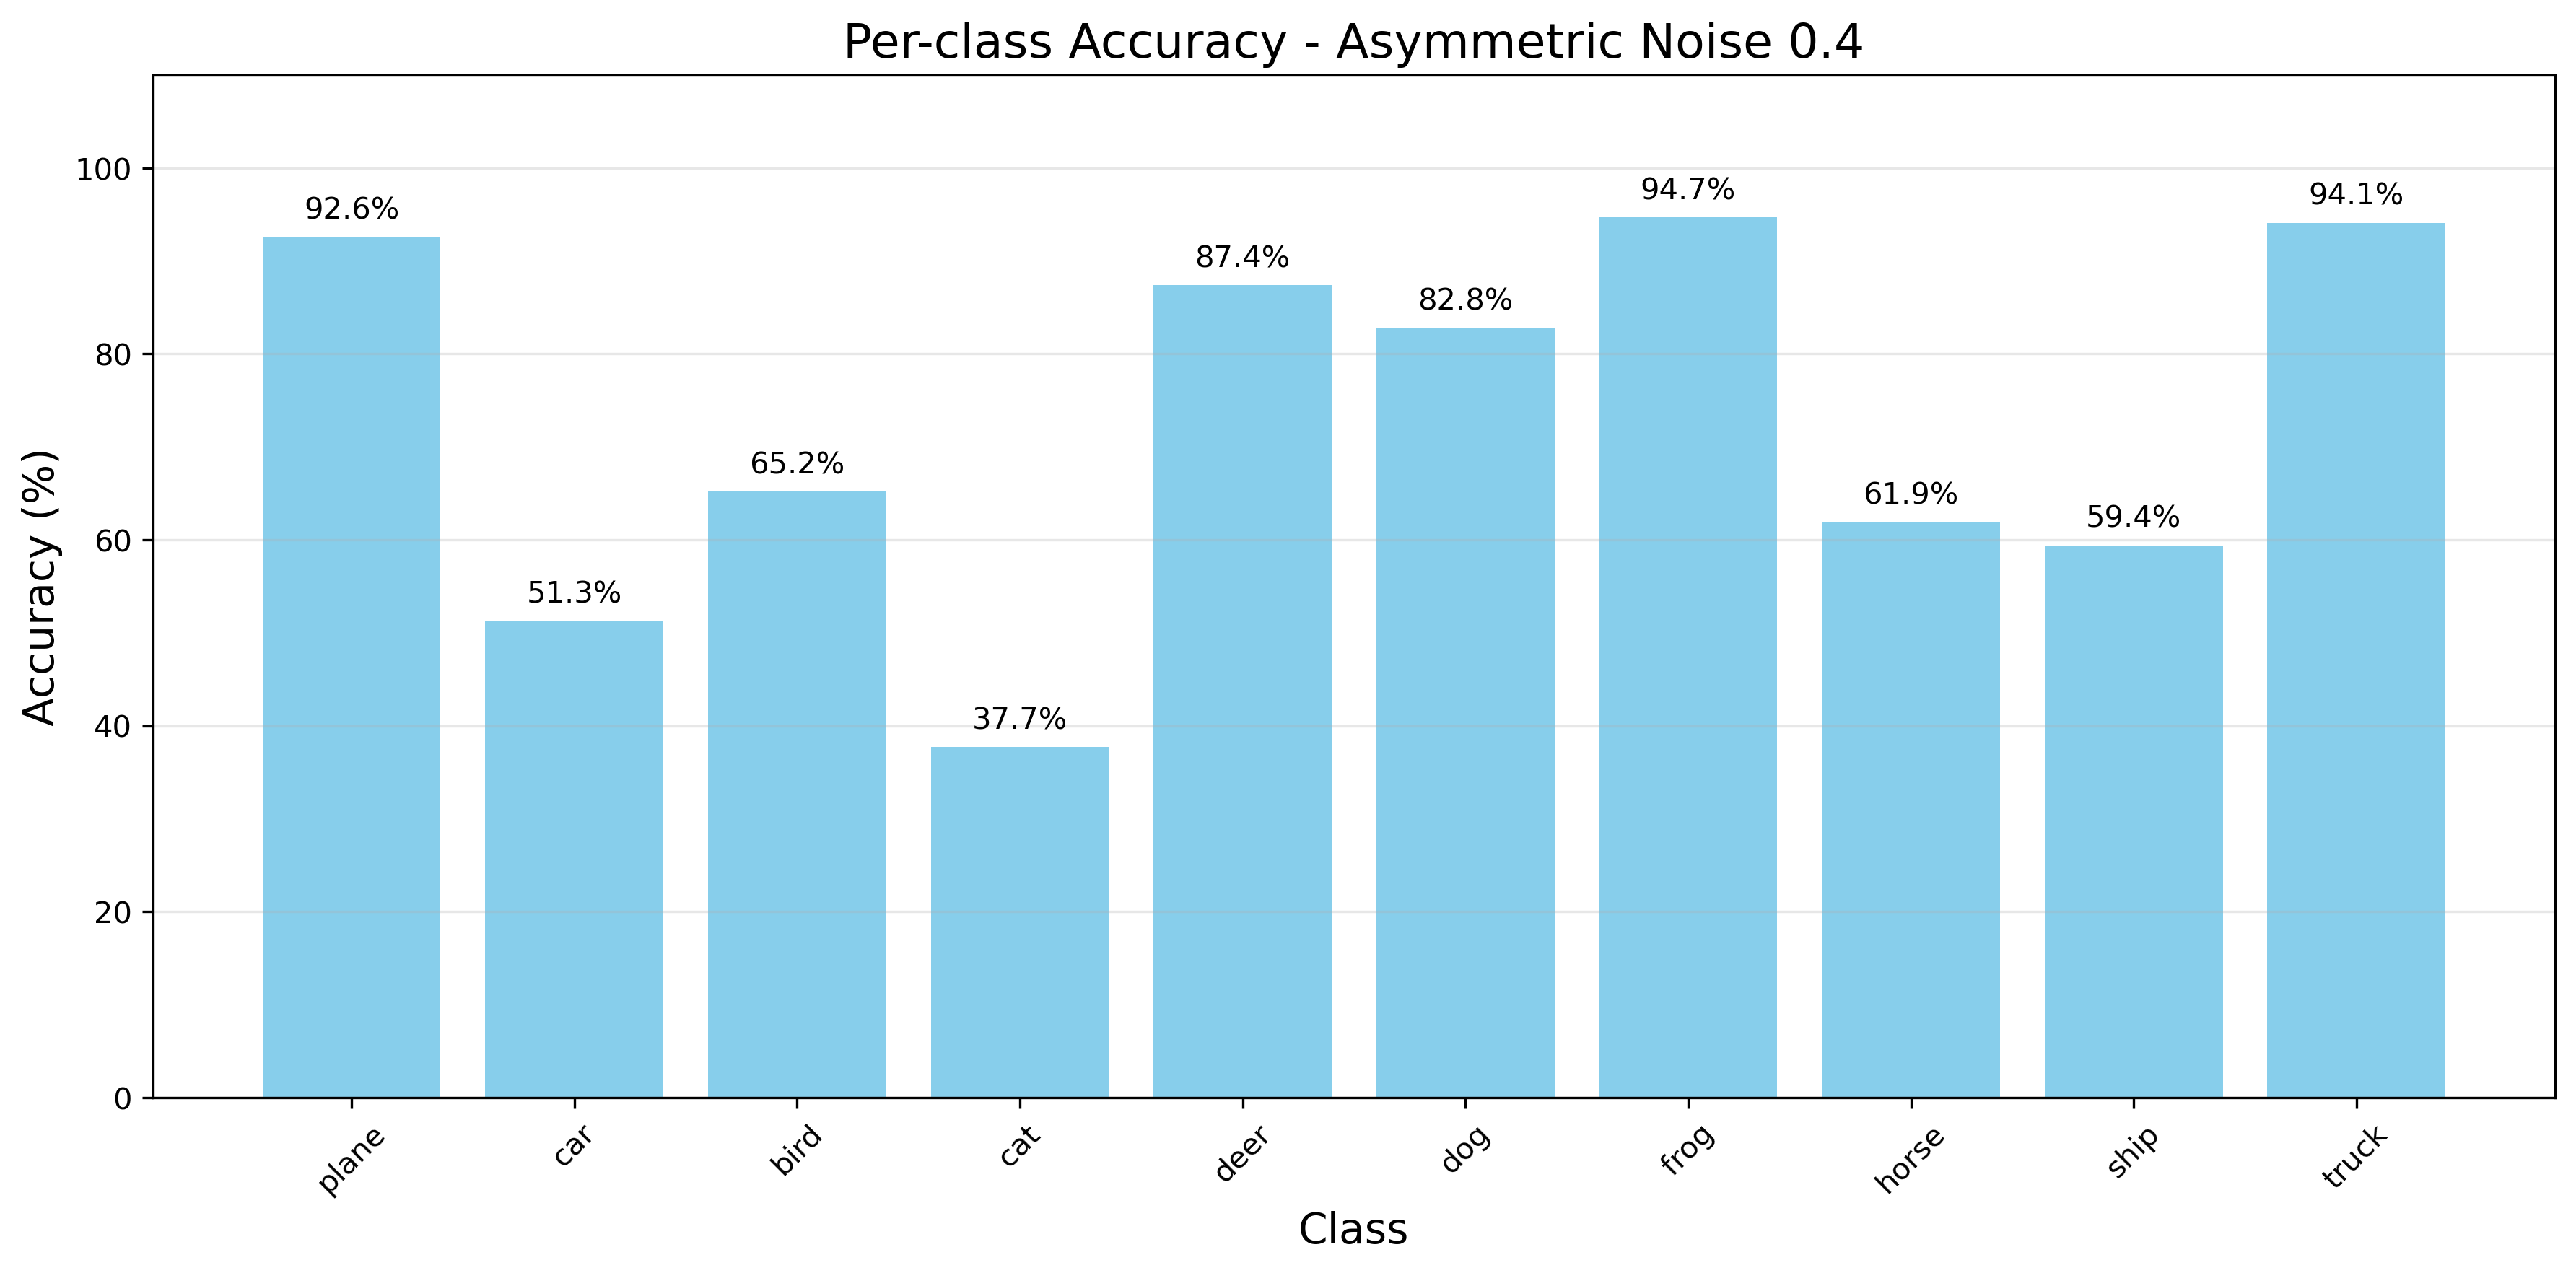 Per-class Accuracy - Asymmetric Noise 0.4
Accuracy (%)
100
80
60
40
20
0
92.6%
51.3%
65.2%
37.7%
87.4%
82.8%
94.7%
61.9%
59.4%
94.1%
plane
car
bird
cat
deer
dog
frog
horse
ship
truck
Class